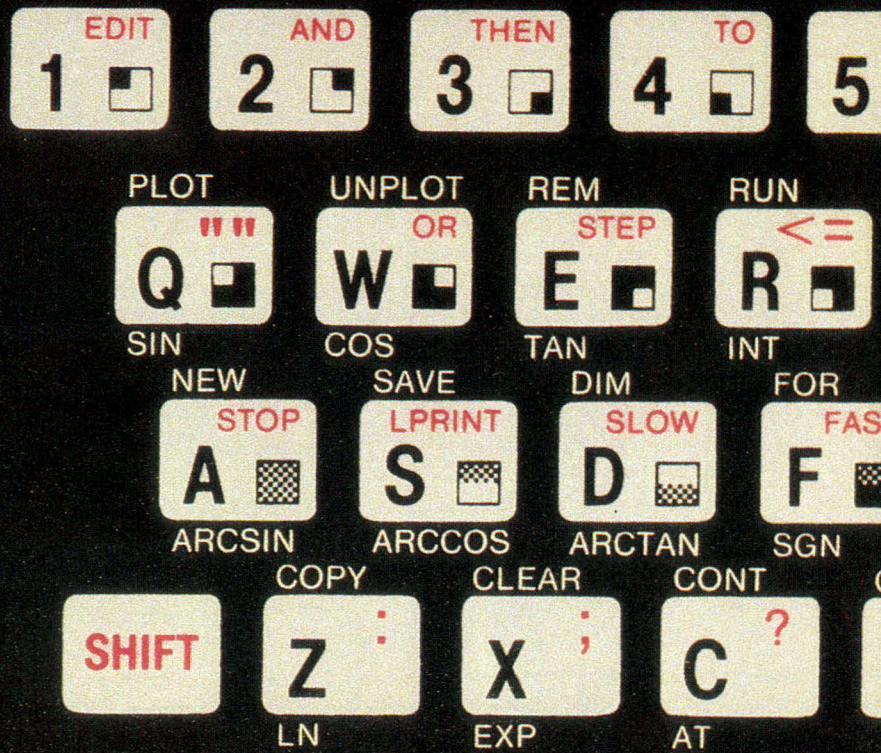 EDIT AND THEN TO
1 2 3 4 5
PLOT UNPLOT REM RUN
"" OR STEP <=
Q W E R
SIN COS TAN INT
NEW SAVE DIM FOR
STOP LPRINT SLOW FAS
A S D F
ARCSIN ARCCOS ARCTAN SGN
COPY CLEAR CONT
: ; ?
SHIFT Z X C
LN EXP AT